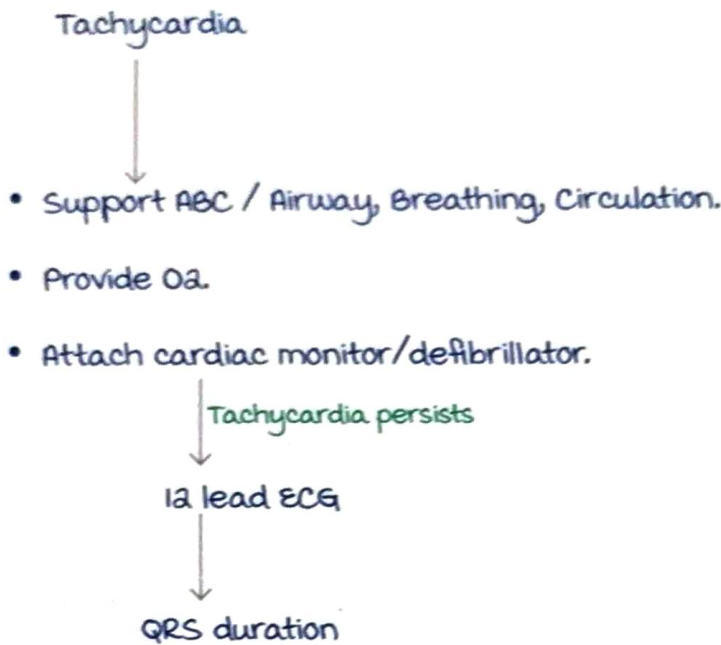 Tachycardia
• Support ABC / Airway, Breathing, Circulation.
• Provide O2.
• Attach cardiac monitor/defibrillator.
Tachycardia persists
12 lead ECG
QRS duration